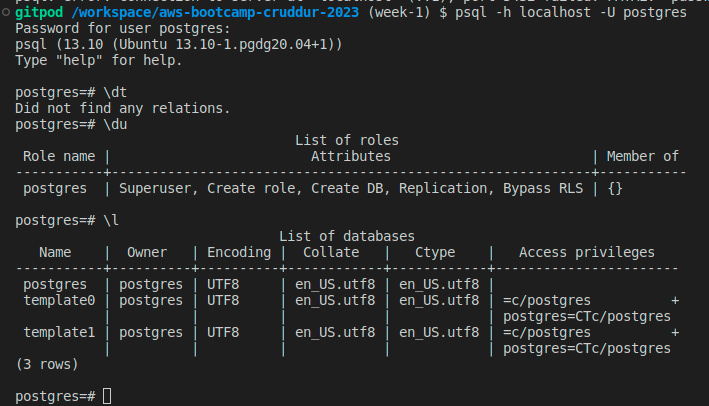 gitpod /workspace/aws-bootcamp-cruddur-2023 (week-1) $ psql -h localhost -U postgres
Password for user postgres:
psql (13.10 (Ubuntu 13.10-1.pgdg20.04+1))
Type "help" for help.

postgres=# \dt
Did not find any relations.
postgres=# \du
                                   List of roles
 Role name |                         Attributes                         | Member of
-----------+------------------------------------------------------------+-----------
 postgres  | Superuser, Create role, Create DB, Replication, Bypass RLS | {}

postgres=# \l
                                 List of databases
   Name    |  Owner   | Encoding |  Collate   |   Ctype    |   Access privileges
-----------+----------+----------+------------+------------+-----------------------
 postgres  | postgres | UTF8     | en_US.utf8 | en_US.utf8 |
 template0 | postgres | UTF8     | en_US.utf8 | en_US.utf8 | =c/postgres          +
           |          |          |            |            | postgres=CTc/postgres
 template1 | postgres | UTF8     | en_US.utf8 | en_US.utf8 | =c/postgres          +
           |          |          |            |            | postgres=CTc/postgres
(3 rows)

postgres=#